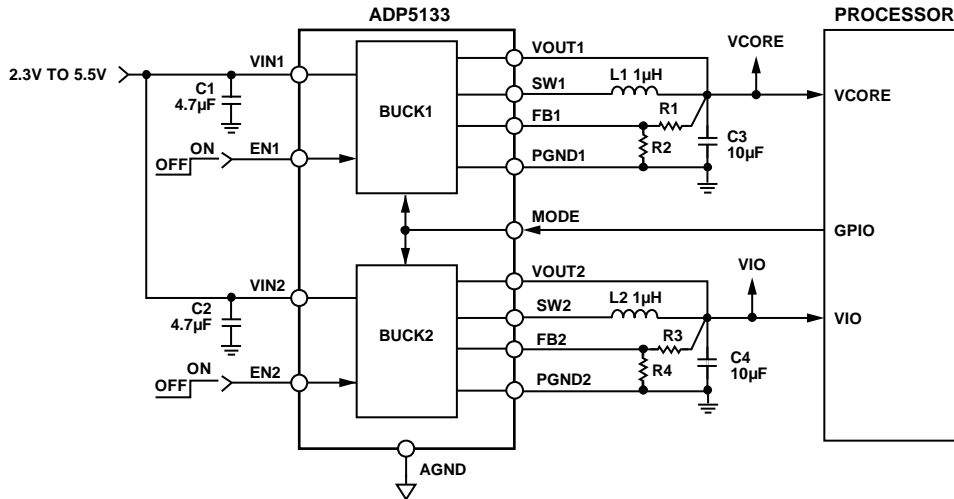 ADP5133
PROCESSOR
2.3V TO 5.5V
VIN1
C1
4.7µF
ON
OFF
EN1
BUCK1
VOUT1
SW1
L1 1µH
FB1
R1
R2
PGND1
VCORE
C3
10µF
VCORE
MODE
GPIO
VIN2
C2
4.7µF
ON
OFF
EN2
BUCK2
VOUT2
SW2
L2 1µH
FB2
R3
R4
PGND2
VIO
C4
10µF
VIO
AGND